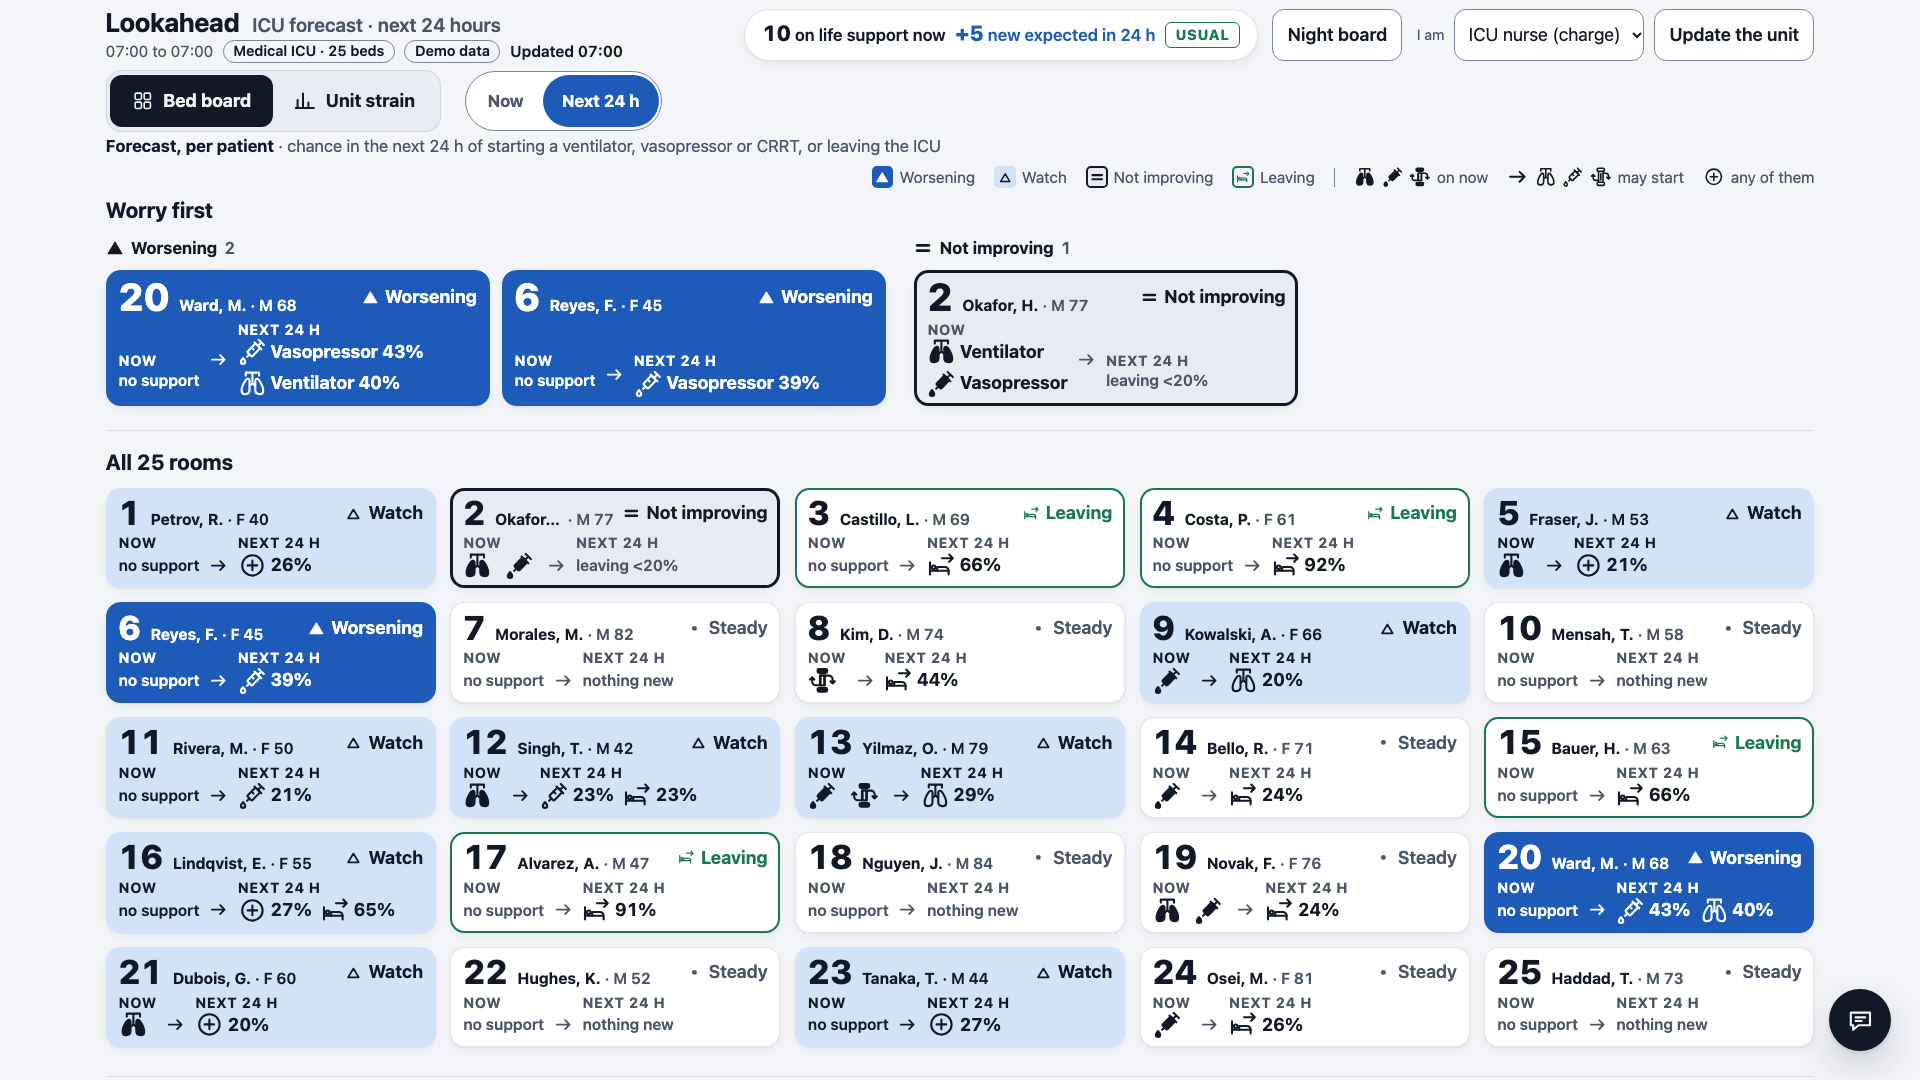 Lookahead ICU forecast · next 24 hours
07:00 to 07:00 Medical ICU · 25 beds Demo data Updated 07:00
10 on life support now +5 new expected in 24 h USUAL
Night board
I am ICU nurse (charge)
Update the unit
Bed board Unit strain
Now Next 24 h
Forecast, per patient · chance in the next 24 h of starting a ventilator, vasopressor or CRRT, or leaving the ICU
Worsening Watch Not improving Leaving on now may start any of them
Worry first
Worsening 2
Not improving 1
20 Ward, M. · M 68 Worsening
NOW
no support
→
NEXT 24 H
Vasopressor 43%
Ventilator 40%
6 Reyes, F. · F 45 Worsening
NOW
no support
→
NEXT 24 H
Vasopressor 39%
2 Okafor, H. · M 77 Not improving
NOW
Ventilator
Vasopressor
→
NEXT 24 H
leaving <20%
All 25 rooms
1 Petrov, R. · F 40 Watch
NOW NEXT 24 H
no support → 26%
2 Okafor... · M 77 Not improving
NOW NEXT 24 H
→ leaving <20%
3 Castillo, L. · M 69 Leaving
NOW NEXT 24 H
no support → 66%
4 Costa, P. · F 61 Leaving
NOW NEXT 24 H
no support → 92%
5 Fraser, J. · M 53 Watch
NOW NEXT 24 H
→ 21%
6 Reyes, F. · F 45 Worsening
NOW NEXT 24 H
no support → 39%
7 Morales, M. · M 82 • Steady
NOW NEXT 24 H
no support → nothing new
8 Kim, D. · M 74 • Steady
NOW NEXT 24 H
→ 44%
9 Kowalski, A. · F 66 Watch
NOW NEXT 24 H
→ 20%
10 Mensah, T. · M 58 • Steady
NOW NEXT 24 H
no support → nothing new
11 Rivera, M. · F 50 Watch
NOW NEXT 24 H
no support → 21%
12 Singh, T. · M 42 Watch
NOW NEXT 24 H
→ 23% 23%
13 Yilmaz, O. · M 79 Watch
NOW NEXT 24 H
→ 29%
14 Bello, R. · F 71 • Steady
NOW NEXT 24 H
→ 24%
15 Bauer, H. · M 63 Leaving
NOW NEXT 24 H
no support → 66%
16 Lindqvist, E. · F 55 Watch
NOW NEXT 24 H
no support → 27% 65%
17 Alvarez, A. · M 47 Leaving
NOW NEXT 24 H
no support → 91%
18 Nguyen, J. · M 84 • Steady
NOW NEXT 24 H
no support → nothing new
19 Novak, F. · F 76 • Steady
NOW NEXT 24 H
→ 24%
20 Ward, M. · M 68 Worsening
NOW NEXT 24 H
no support → 43% 40%
21 Dubois, G. · F 60 Watch
NOW NEXT 24 H
→ 20%
22 Hughes, K. · M 52 • Steady
NOW NEXT 24 H
no support → nothing new
23 Tanaka, T. · M 44 Watch
NOW NEXT 24 H
no support → 27%
24 Osei, M. · F 81 • Steady
NOW NEXT 24 H
→ 26%
25 Haddad, T. · M 73 • Steady
NOW NEXT 24 H
no support → nothing new